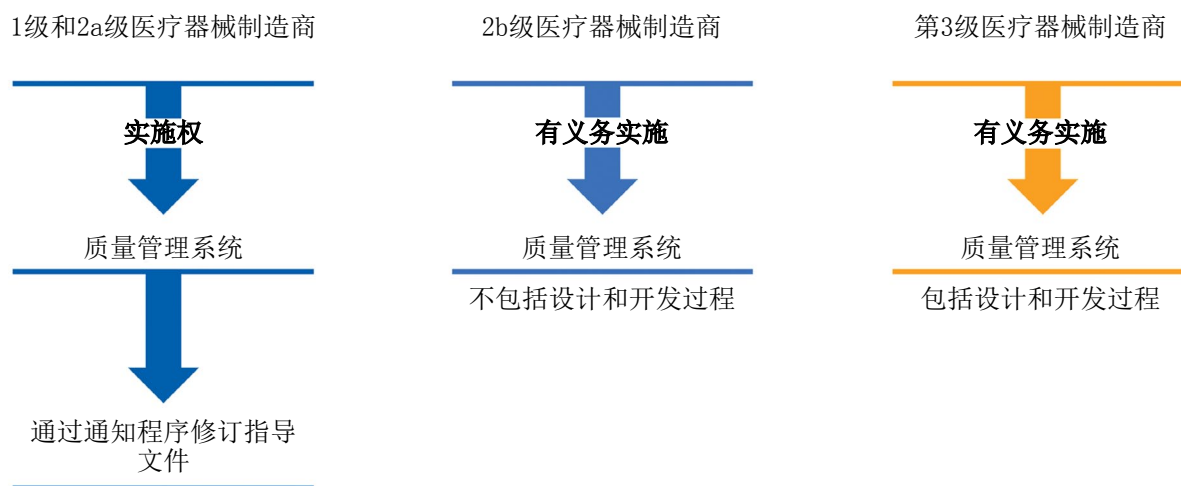 1级和2a级医疗器械制造商
实施权
质量管理系统
通过通知程序修订指导
文件
2b级医疗器械制造商
有义务实施
质量管理系统
不包括设计和开发过程
第3级医疗器械制造商
有义务实施
质量管理系统
包括设计和开发过程